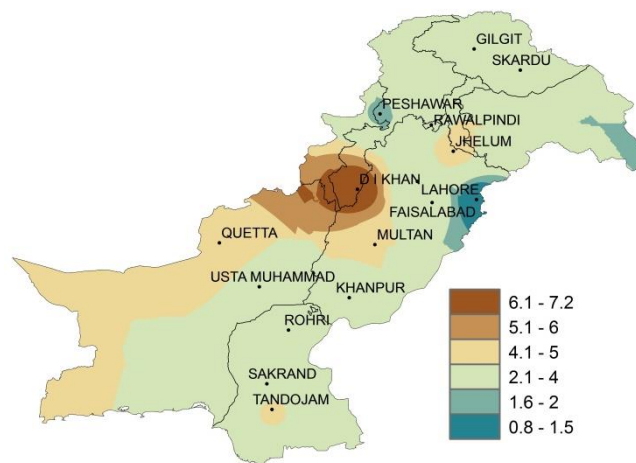 GILGIT
SKARDU
PESHAWAR
RAWALPINDI
JHELUM
D I KHAN
LAHORE
FAISALABAD
QUETTA
MULTAN
USTA MUHAMMAD
KHANPUR
ROHRI
SAKRAND
TANDOJAM
6.1 - 7.2
5.1 - 6
4.1 - 5
2.1 - 4
1.6 - 2
0.8 - 1.5